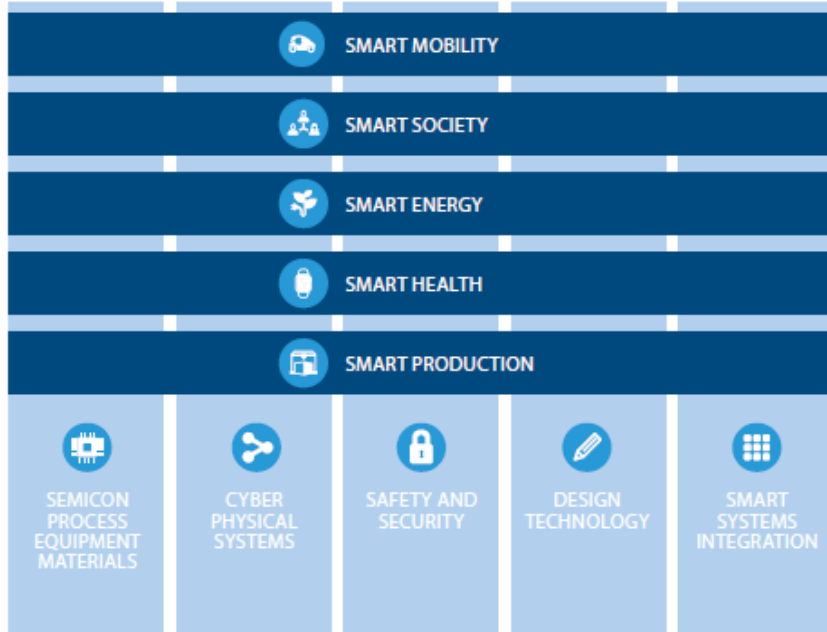 SMART MOBILITY
SMART SOCIETY
SMART ENERGY
SMART HEALTH
SMART PRODUCTION
SEMICON
PROCESS
EQUIPMENT
MATERIALS
CYBER
PHYSICAL
SYSTEMS
SAFETY AND
SECURITY
DESIGN
TECHNOLOGY
SMART
SYSTEMS
INTEGRATION